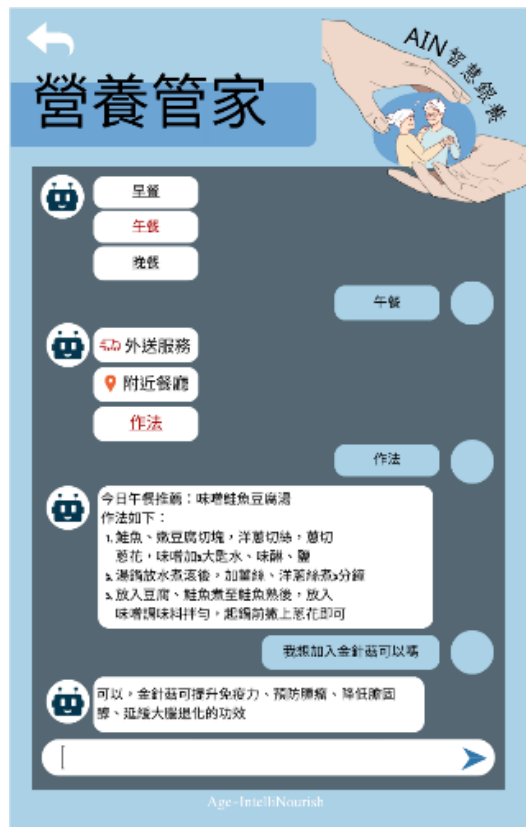 AIN智慧銀養
營養管家
早餐
午餐
晚餐
午餐
外送服務
附近餐廳
作法
作法
今日午餐推薦：味噌鮭魚豆腐湯
作法如下：
1. 鮭魚、嫩豆腐切塊，洋蔥切絲，蔥切
蔥花，味噌加2大匙水、味醂、鹽
2. 湯鍋放水煮滾後，加薑絲、洋蔥絲煮3分鐘
3. 放入豆腐、鮭魚煮至鮭魚熟後，放入
味噌調味料拌勻，起鍋前撒上蔥花即可
我想加入金針菇可以嗎
可以，金針菇可提升免疫力、預防腫瘤、降低膽固
醇、延緩大腦退化的功效
Age-IntelliNourish